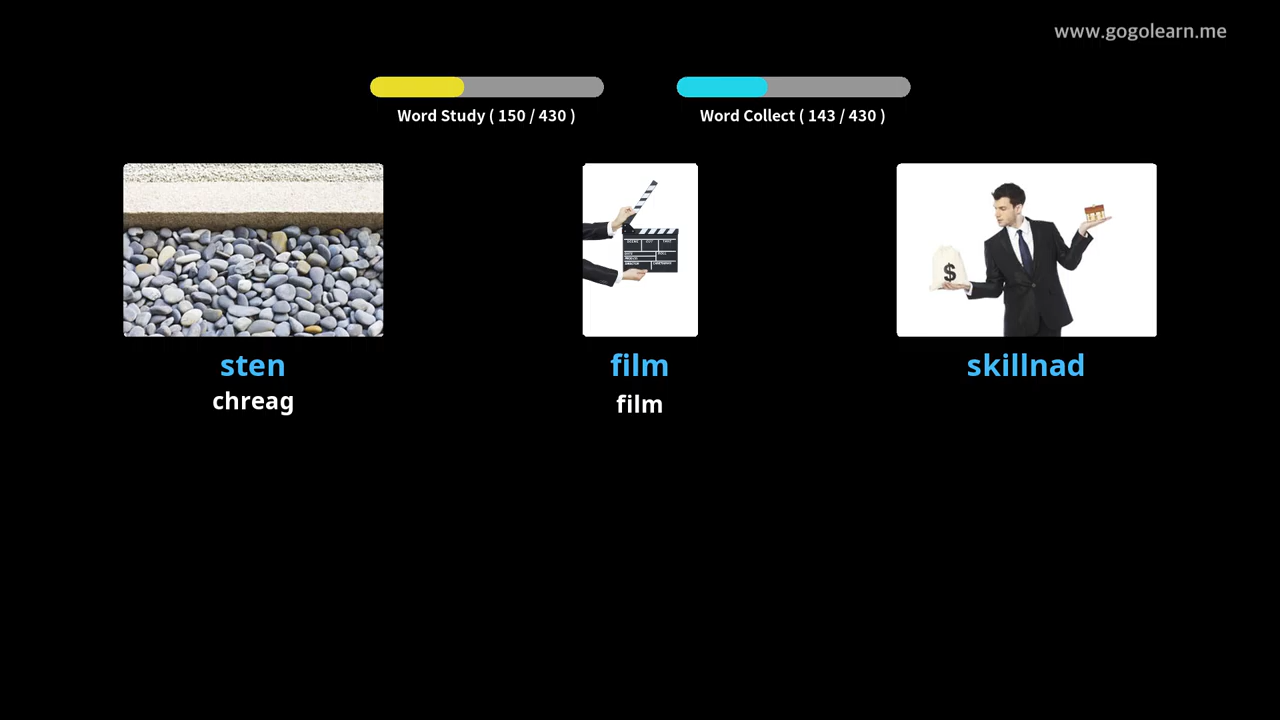 www.gogolearn.me
Word Study ( 150 / 430 )
Word Collect ( 143 / 430 )
sten
chreag
film
film
skillnad
$